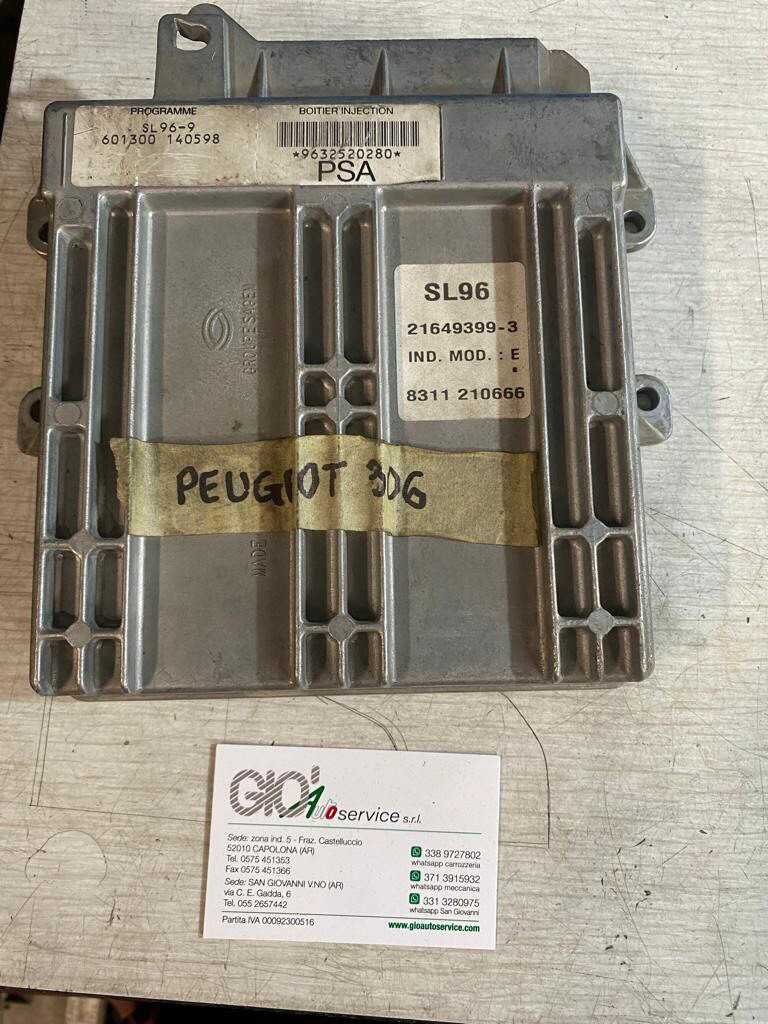 PROGRAMME
SL96-9
601300 140598
BOITIER INJECTION
*9632520280*
PSA
GROUPE SAGEM
SL96
21649399-3
IND. MOD. : E
8311 210666
PEUGIOT 306
MADE
GIO' Autoservice s.r.l.
Sede: zona ind. 5 - Fraz. Castelluccio
52010 CAPOLONA (AR)
Tel. 0575 451353
Fax 0575 451366
Sede: SAN GIOVANNI V.NO (AR)
via C. E. Gadda, 6
Tel. 055 2657442
Partita IVA 00092300516
338 9727802
whatsapp carrozzeria
371 3915932
whatsapp meccanica
331 3280975
whatsapp San Giovanni
www.gioautoservice.com